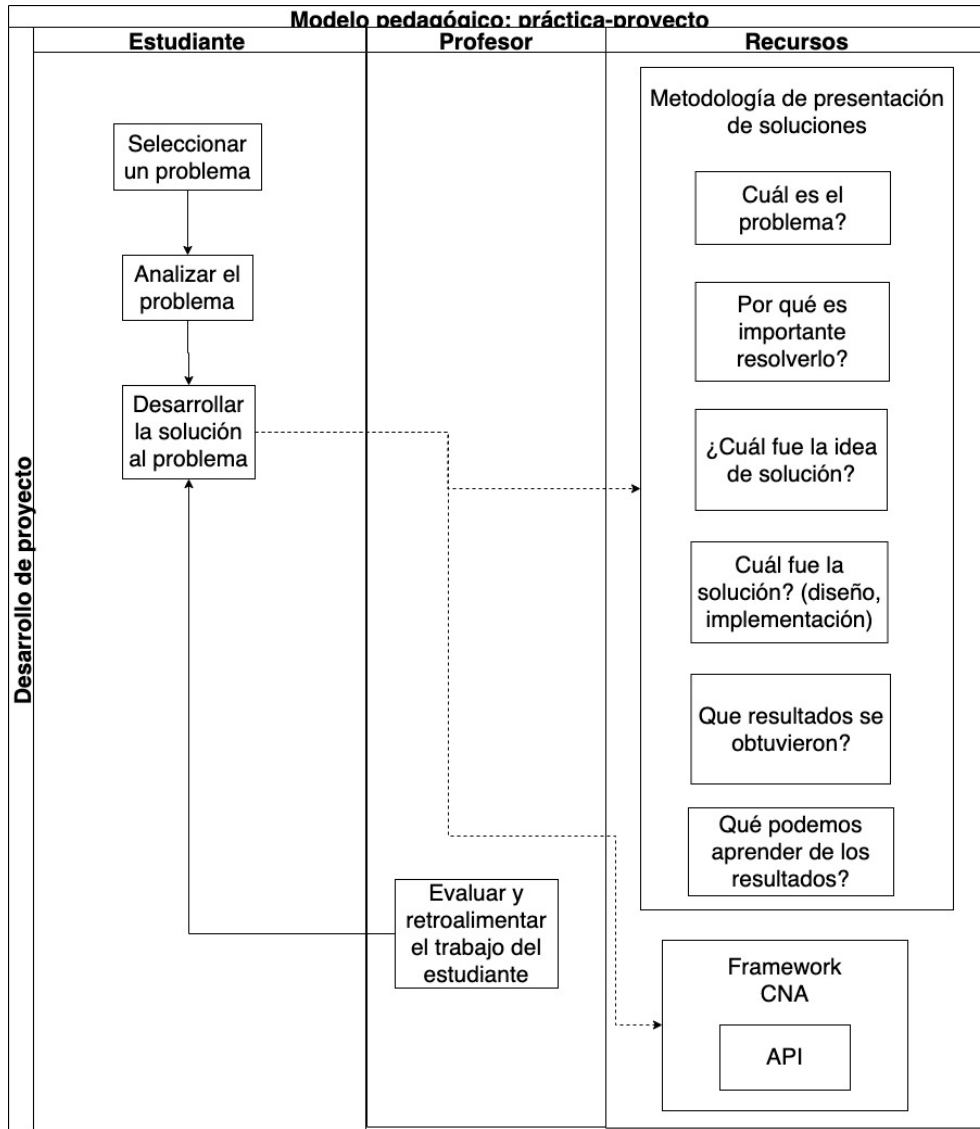 Modelo pedagógico: práctica-proyecto
Estudiante
Profesor
Recursos
Desarrollo de proyecto
Seleccionar
un problema
Analizar el
problema
Desarrollar
la solución
al problema
Evaluar y
retroalimentar
el trabajo del
estudiante
Metodología de presentación
de soluciones
Cuál es el
problema?
Por qué es
importante
resolverlo?
¿Cuál fue la idea
de solución?
Cuál fue la
solución? (diseño,
implementación)
Que resultados se
obtuvieron?
Qué podemos
aprender de los
resultados?
Framework
CNA
API